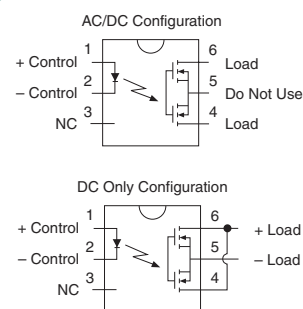 AC/DC Configuration
1 6
+ Control Load
2 5
– Control Do Not Use
3 4
NC Load
DC Only Configuration
1 6
+ Control + Load
2 5
– Control – Load
3 4
NC